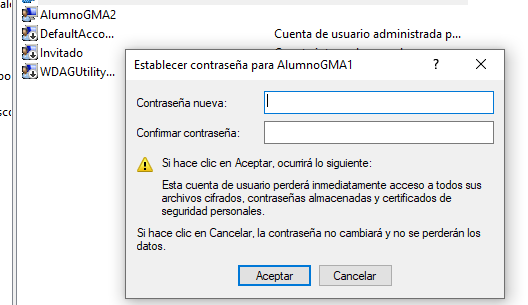 AlumnoGMA2
DefaultAcco... Cuenta de usuario administrada p...
Invitado
WDAGUtility...
Establecer contraseña para AlumnoGMA1
Contraseña nueva:
Confirmar contraseña:
Si hace clic en Aceptar, ocurrirá lo siguiente:
Esta cuenta de usuario perderá inmediatamente acceso a todos sus
archivos cifrados, contraseñas almacenadas y certificados de
seguridad personales.
Si hace clic en Cancelar, la contraseña no cambiará y no se perderán los
datos.
Aceptar Cancelar